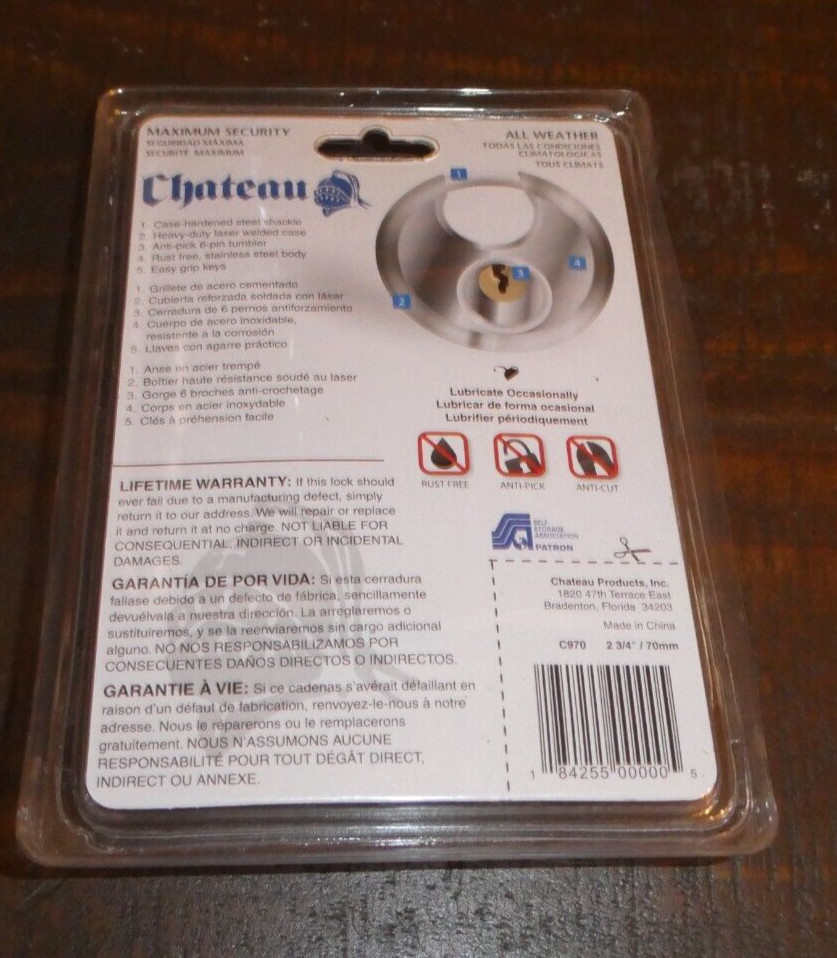 MAXIMUM SECURITY
SEGURIDAD MÁXIMA
SÉCURITÉ MAXIMUM
ALL WEATHER
TODAS LAS CONDICIONES
CLIMATOLÓGICAS
TOUS CLIMATS
Chateau
1. Case-hardened steel shackle
2. Heavy-duty laser welded case
3. Anti-pick 6-pin tumbler
4. Rust free, stainless steel body
5. Easy grip keys
1. Grillete de acero cementado
2. Cubierta reforzada soldada con láser
3. Cerradura de 6 pernos antiforzamiento
4. Cuerpo de acero inoxidable,
resistente a la corrosión
5. Llaves con agarre práctico
1. Anse en acier trempé
2. Boîtier haute résistance soudé au laser
3. Gorge 6 broches anti-crochetage
4. Corps en acier inoxydable
5. Clés à préhension facile
1
2
3
4
Lubricate Occasionally
Lubricar de forma ocasional
Lubrifier périodiquement
RUST FREE
ANTI-PICK
ANTI-CUT
LIFETIME WARRANTY: If this lock should
ever fail due to a manufacturing defect, simply
return it to our address. We will repair or replace
it and return it at no charge. NOT LIABLE FOR
CONSEQUENTIAL INDIRECT OR INCIDENTAL
DAMAGES.
GARANTÍA DE POR VIDA: Si esta cerradura
fallase debido a un defecto de fábrica, sencillamente
devuélvala a nuestra dirección. La arreglaremos o
sustituiremos, y se la reenviaremos sin cargo adicional
alguno. NO NOS RESPONSABILIZAMOS POR
CONSECUENTES DAÑOS DIRECTOS O INDIRECTOS.
GARANTIE À VIE: Si ce cadenas s'avérait défaillant en
raison d'un défaut de fabrication, renvoyez-le-nous à notre
adresse. Nous le réparerons ou le remplacerons
gratuitement. NOUS N'ASSUMONS AUCUNE
RESPONSABILITÉ POUR TOUT DÉGÂT DIRECT,
INDIRECT OU ANNEXE.
SELF
STORAGE
ASSOCIATION
PATRON
Chateau Products, Inc.
1820 47th Terrace East
Bradenton, Florida 34203
Made in China
C970 2 3/4" / 70mm
1 84255 00000 5